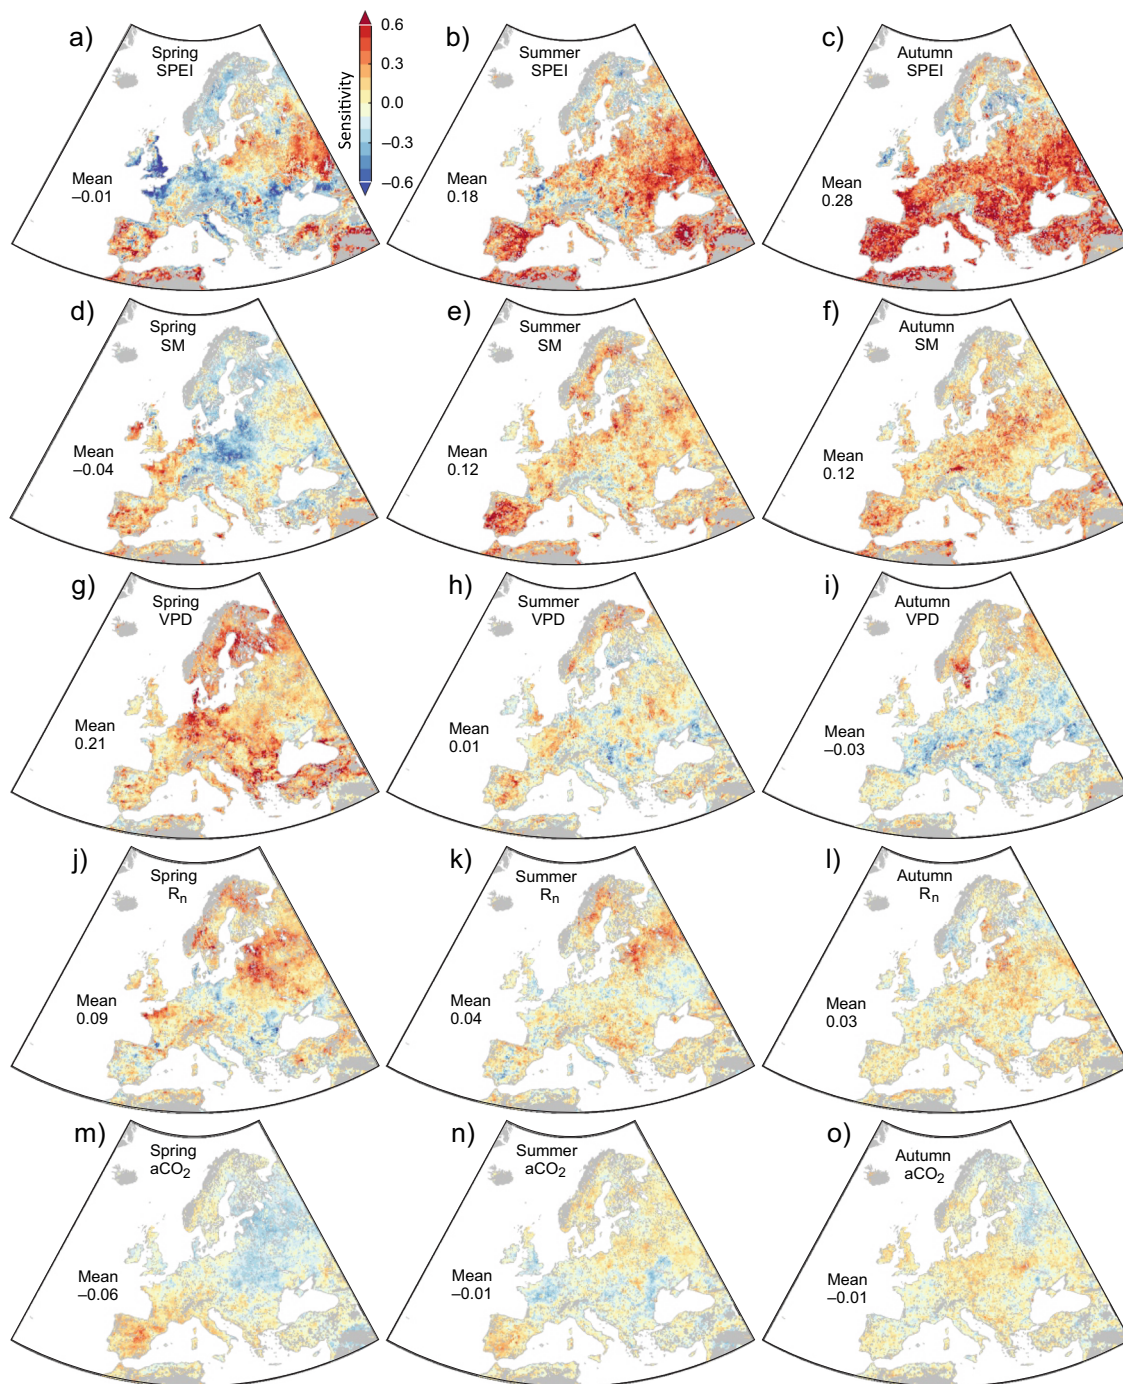 a)
Spring
SPEI
Mean
–0.01
Sensitivity
0.6
0.3
0.0
–0.3
–0.6
b)
Summer
SPEI
Mean
0.18
c)
Autumn
SPEI
Mean
0.28
d)
Spring
SM
Mean
–0.04
e)
Summer
SM
Mean
0.12
f)
Autumn
SM
Mean
0.12
g)
Spring
VPD
Mean
0.21
h)
Summer
VPD
Mean
0.01
i)
Autumn
VPD
Mean
–0.03
j)
Spring
Rn
Mean
0.09
k)
Summer
Rn
Mean
0.04
l)
Autumn
Rn
Mean
0.03
m)
Spring
aCO2
Mean
–0.06
n)
Summer
aCO2
Mean
–0.01
o)
Autumn
aCO2
Mean
–0.01